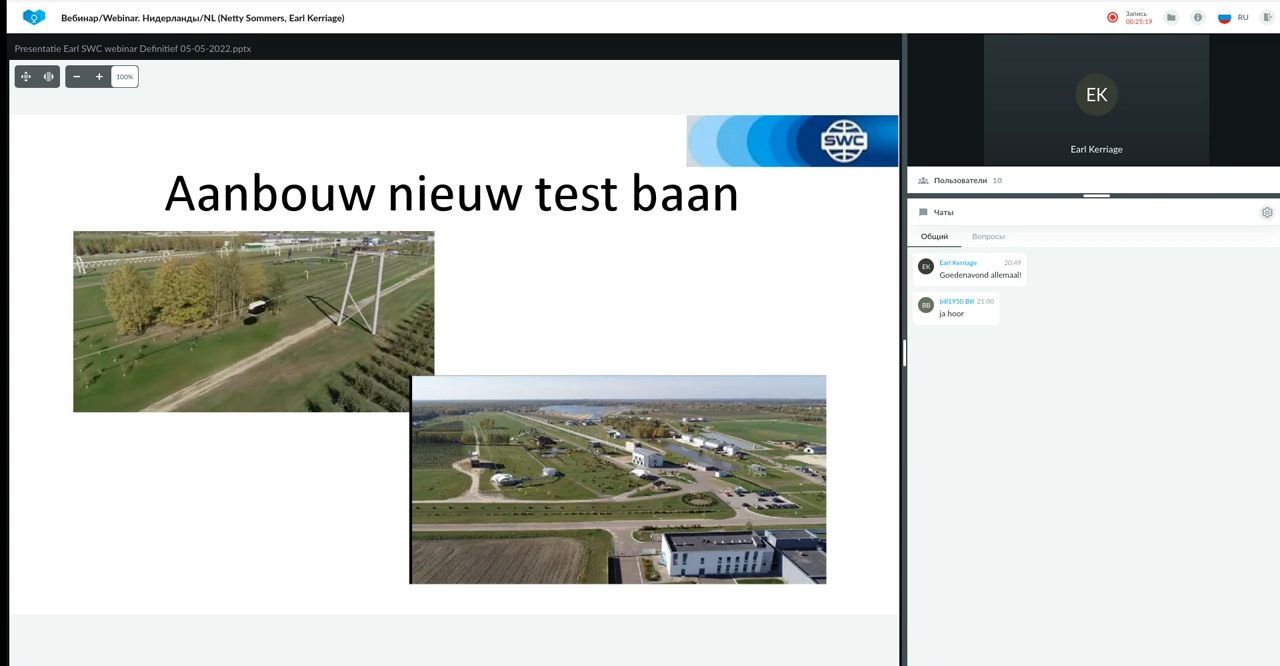 Вебинар/Webinar. Нидерланды/NL (Netty Sommers, Earl Kerriage)
Запись
00:25:19
RU
Presentatie Earl SWC webinar Definitief 05-05-2022.pptx
100%
SWC
Aanbouw nieuw test baan
EK
Earl Kerriage
Пользователи 10
Чаты
Общий Вопросы
EK Earl Kerriage 20:49
Goedenavond allemaal!
BB bill1950 Bill 21:00
ja hoor